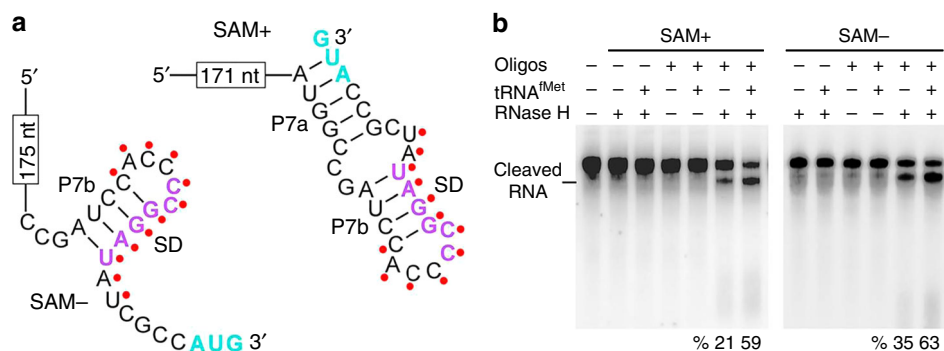 a
SAM+
G 3′
U
A
5′
171 nt
A
U
G
G
C
C
G
A
U
C
C
A
C
C
C
C
G
G
A
U
A
U
C
G
C
C
P7a
P7b
SD
5′
175 nt
C
C
G
A
U
C
C
A
C
C
C
C
G
G
A
U
A
U
C
G
C
C
AUG 3′
P7b
SD
SAM–
b
SAM+ SAM–
Oligos – – – + + + + – – + + + +
tRNAfMet – – + – + – + – + – + – +
RNase H – + + – – + + + + – – + +
Cleaved
RNA
% 21 59 % 35 63